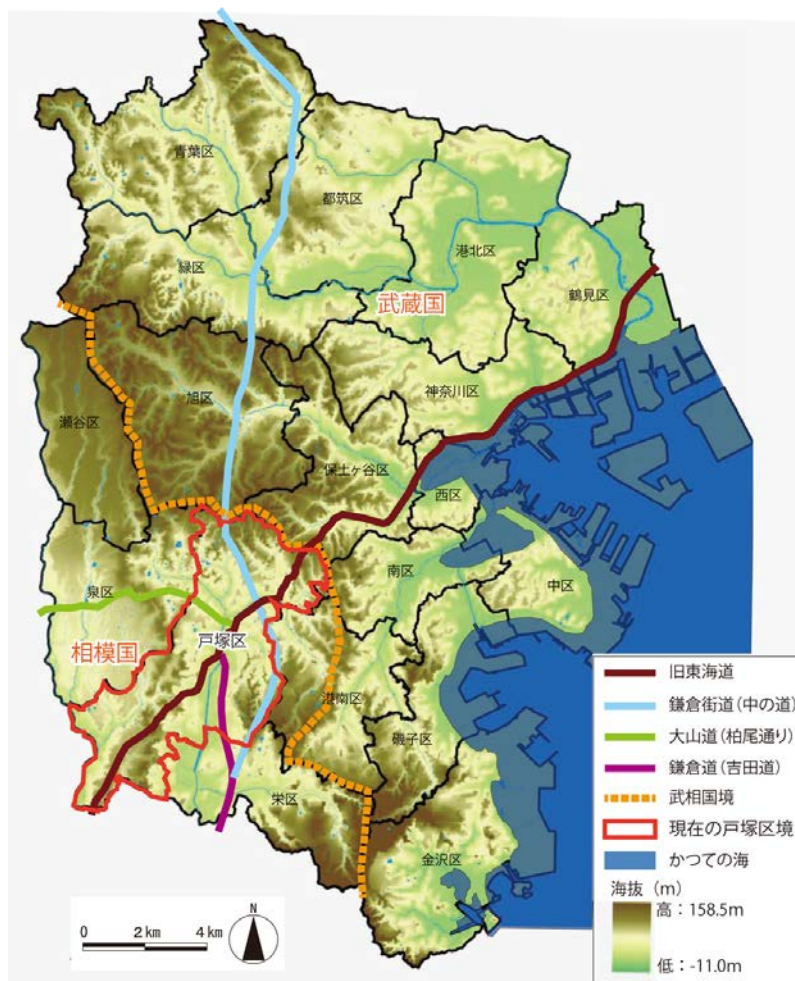 青葉区
都筑区
港北区
緑区
武蔵国
鶴見区
神奈川区
旭区
瀬谷区
保土ヶ谷区
西区
南区
中区
泉区
戸塚区
相模国
港南区
磯子区
栄区
金沢区
旧東海道
鎌倉街道(中の道)
大山道(柏尾通り)
鎌倉道(吉田道)
武相国境
現在の戸塚区境
かつての海
海抜 (m)
高:158.5m
低:-11.0m
0 2km 4km
N